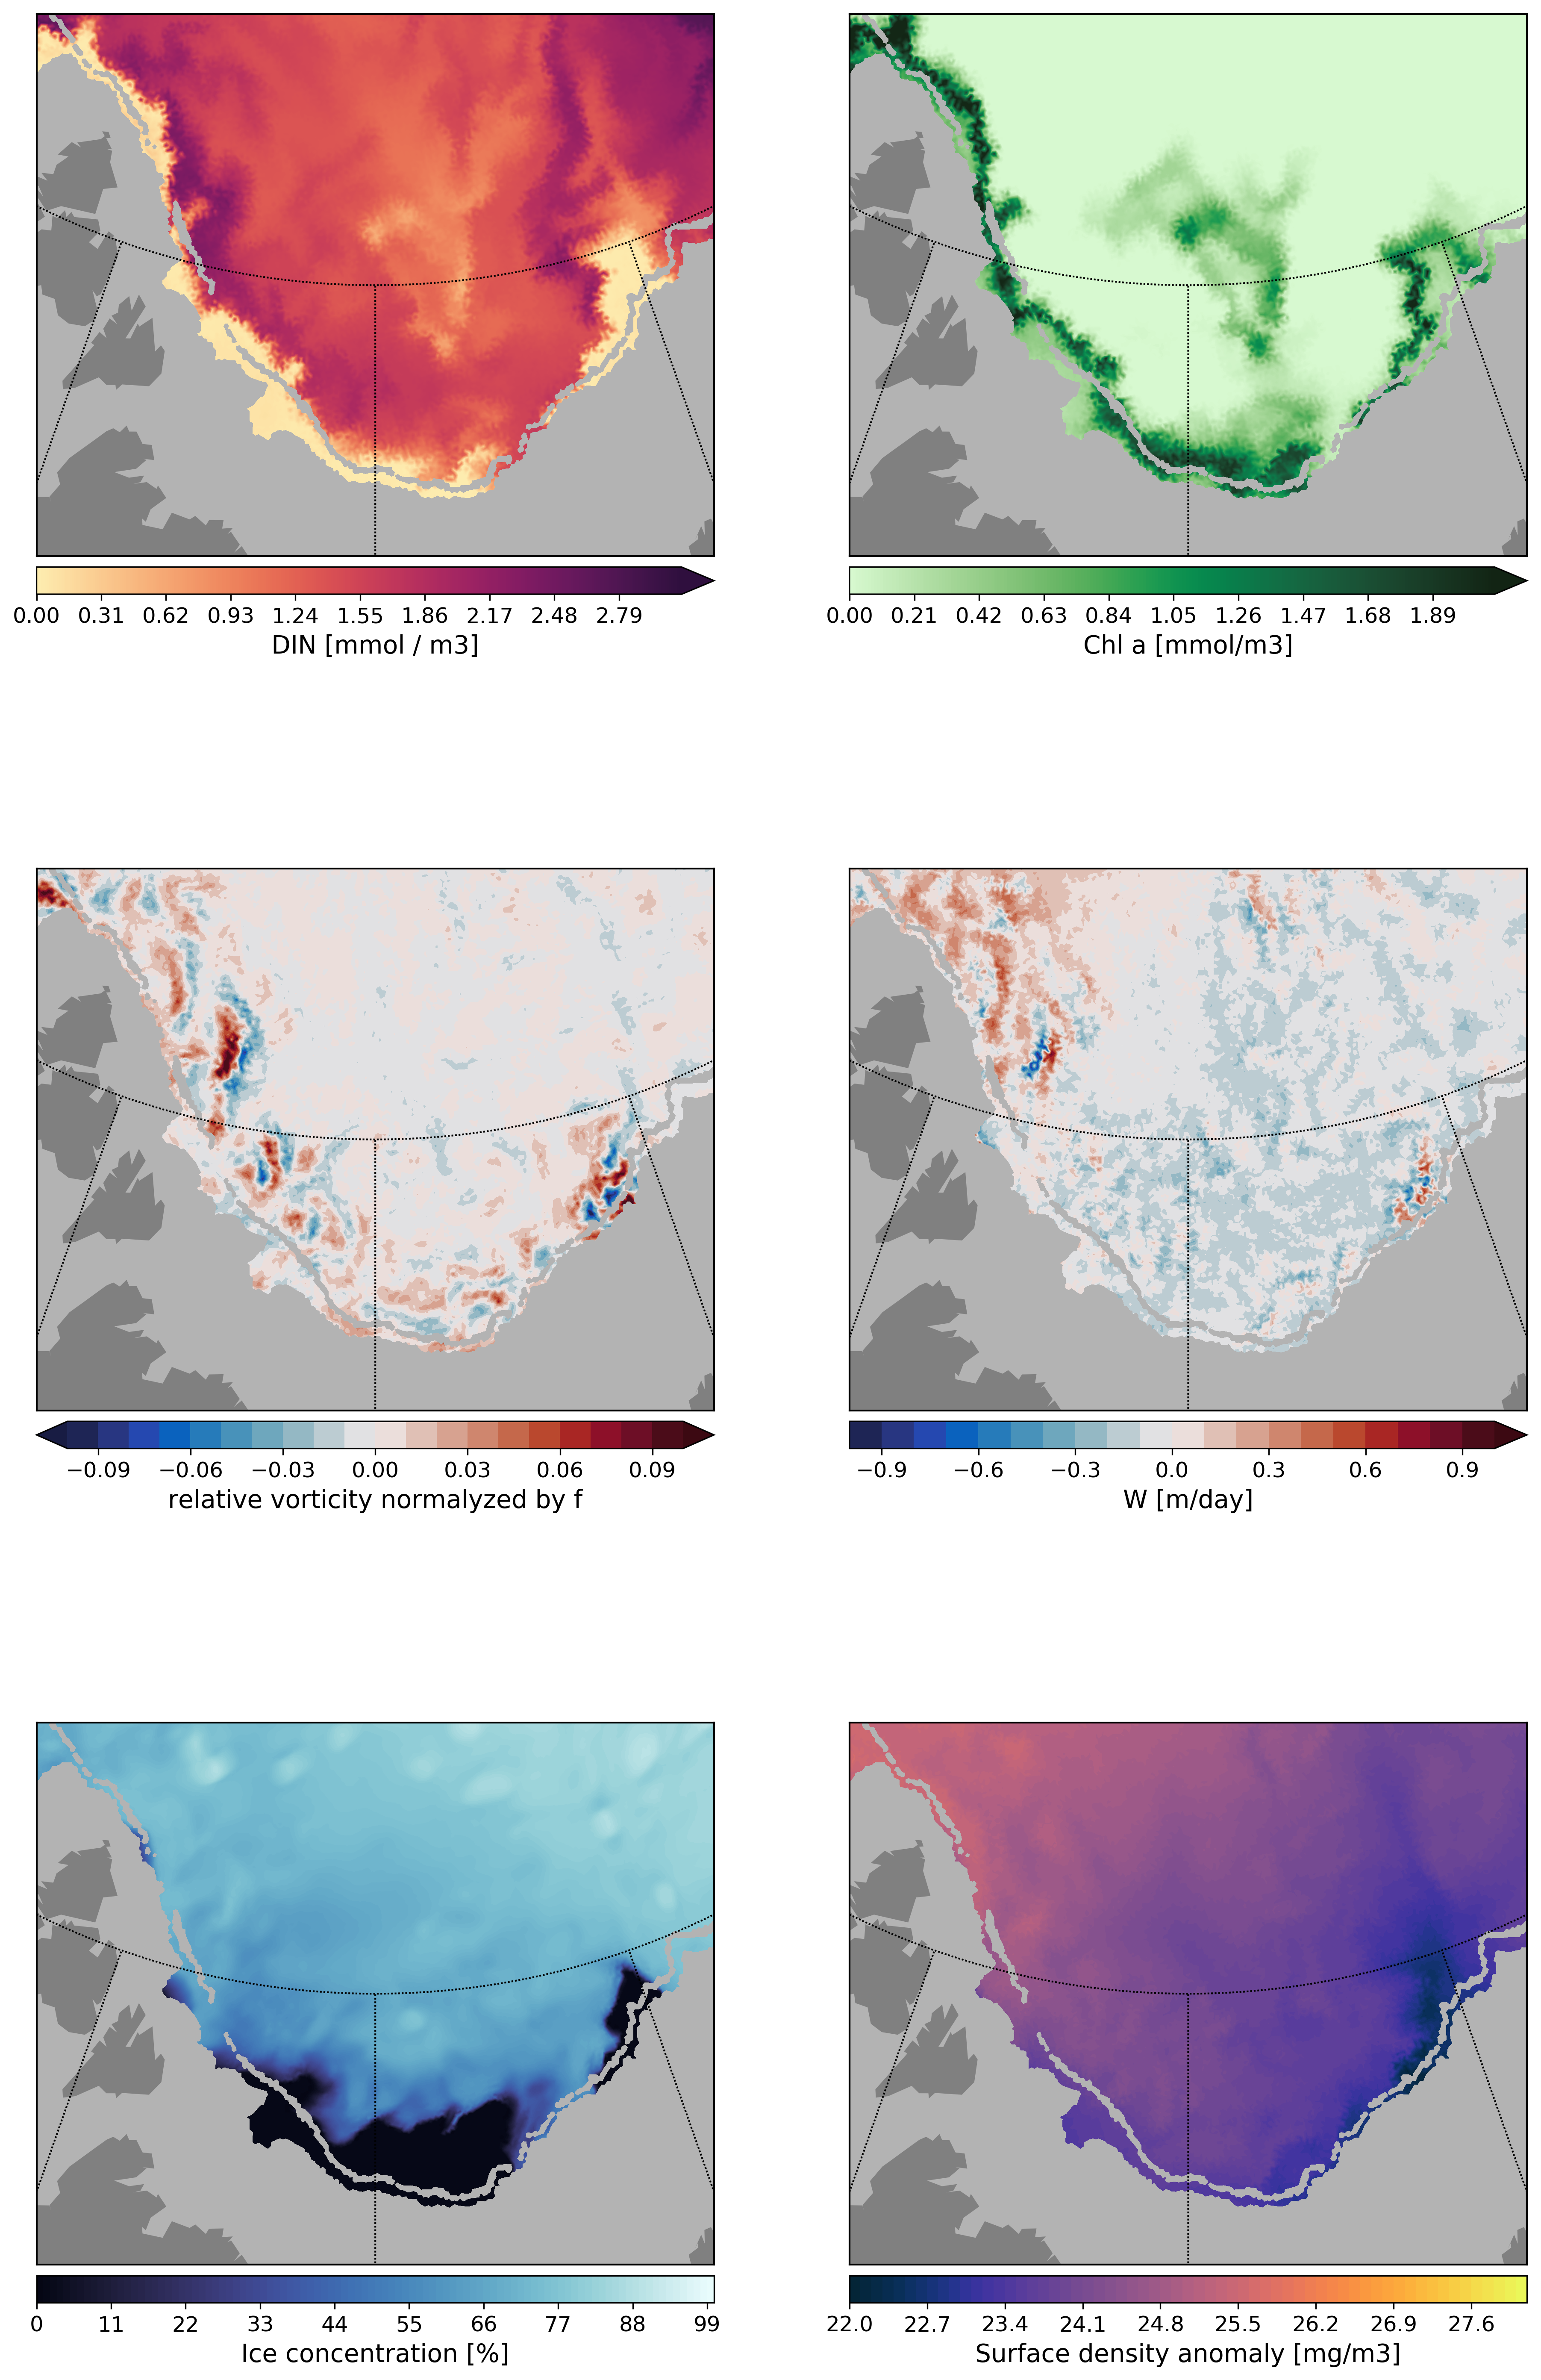 0.00 0.31 0.62 0.93 1.24 1.55 1.86 2.17 2.48 2.79
DIN [mmol / m3]
0.00 0.21 0.42 0.63 0.84 1.05 1.26 1.47 1.68 1.89
Chl a [mmol/m3]
−0.09 −0.06 −0.03 0.00 0.03 0.06 0.09
relative vorticity normalyzed by f
−0.9 −0.6 −0.3 0.0 0.3 0.6 0.9
W [m/day]
0 11 22 33 44 55 66 77 88 99
Ice concentration [%]
22.0 22.7 23.4 24.1 24.8 25.5 26.2 26.9 27.6
Surface density anomaly [mg/m3]